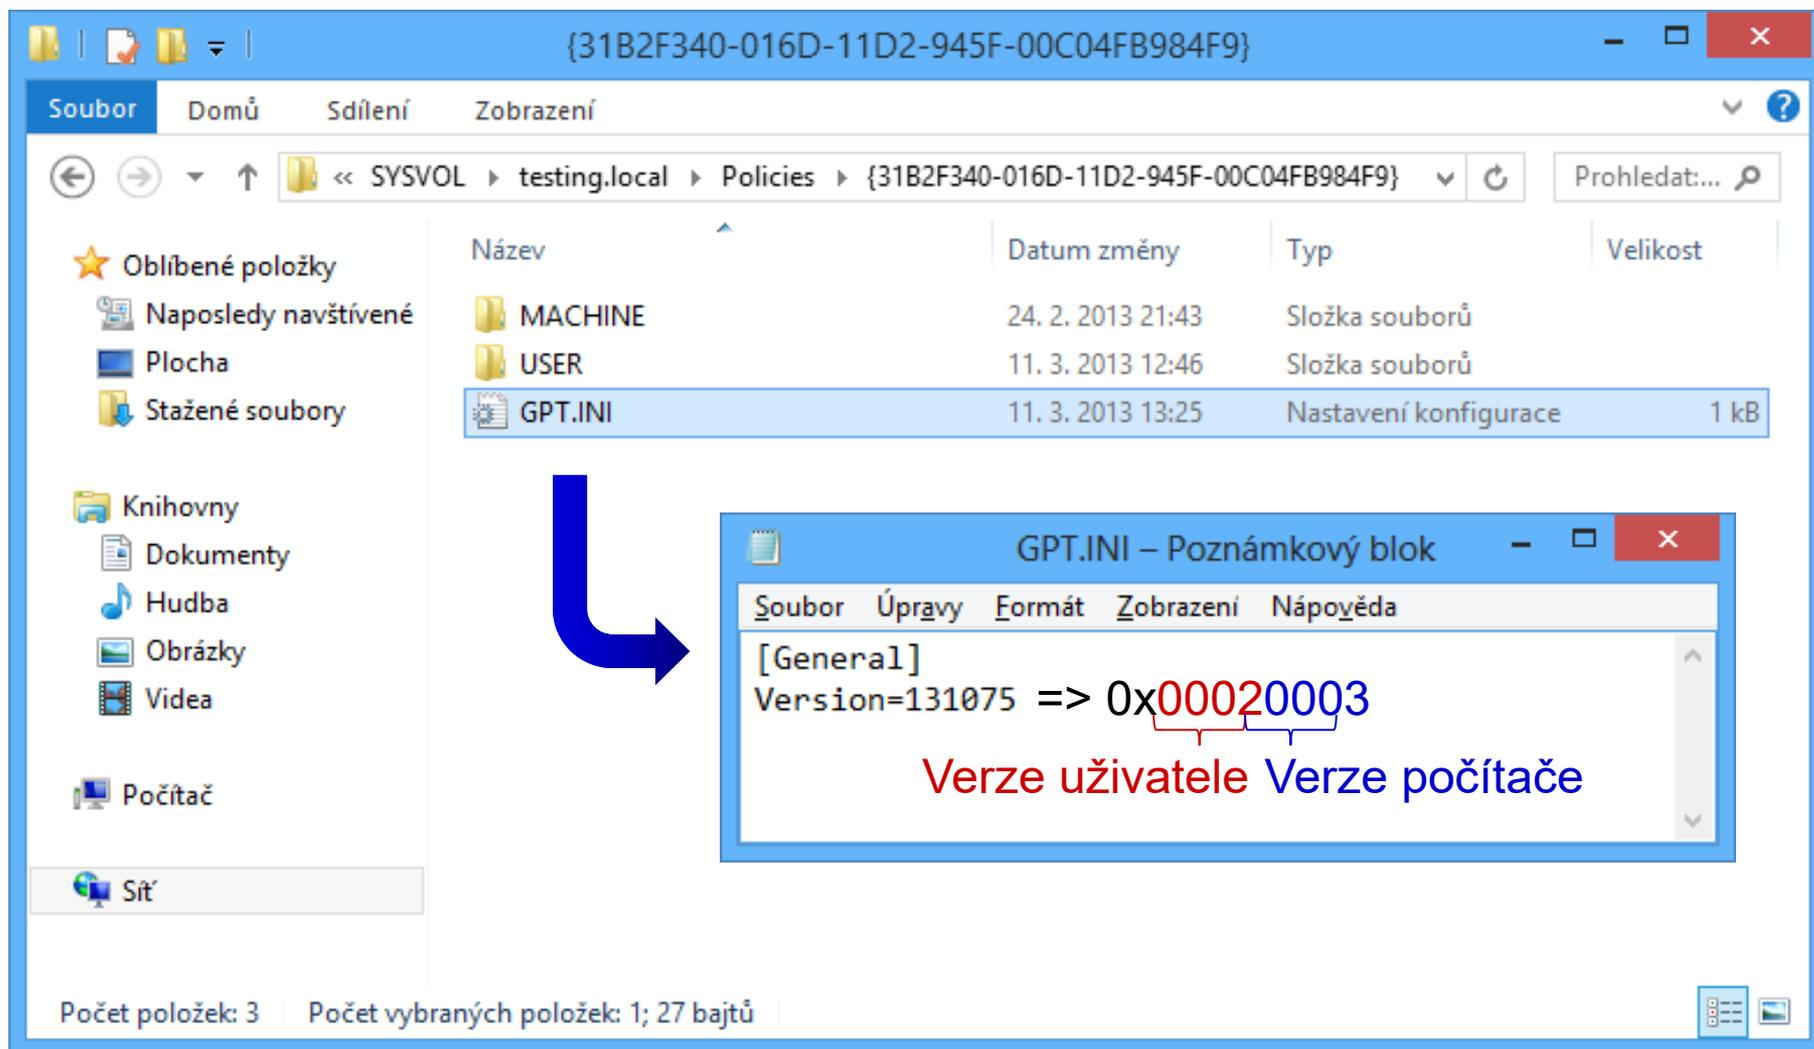 {31B2F340-016D-11D2-945F-00C04FB984F9}
Soubor Domů Sdílení Zobrazení
« SYSVOL testing.local Policies {31B2F340-016D-11D2-945F-00C04FB984F9} Prohledat:...
Název Datum změny Typ Velikost
Oblíbené položky
Naposledy navštívené
Plocha
Stažené soubory
Knihovny
Dokumenty
Hudba
Obrázky
Videa
Počítač
Síť
MACHINE 24. 2. 2013 21:43 Složka souborů
USER 11. 3. 2013 12:46 Složka souborů
GPT.INI 11. 3. 2013 13:25 Nastavení konfigurace 1 kB
GPT.INI – Poznámkový blok
Soubor Úpravy Formát Zobrazení Nápověda
[General]
Version=131075 => 0x00020003
Verze uživatele Verze počítače
Počet položek: 3 Počet vybraných položek: 1; 27 bajtů